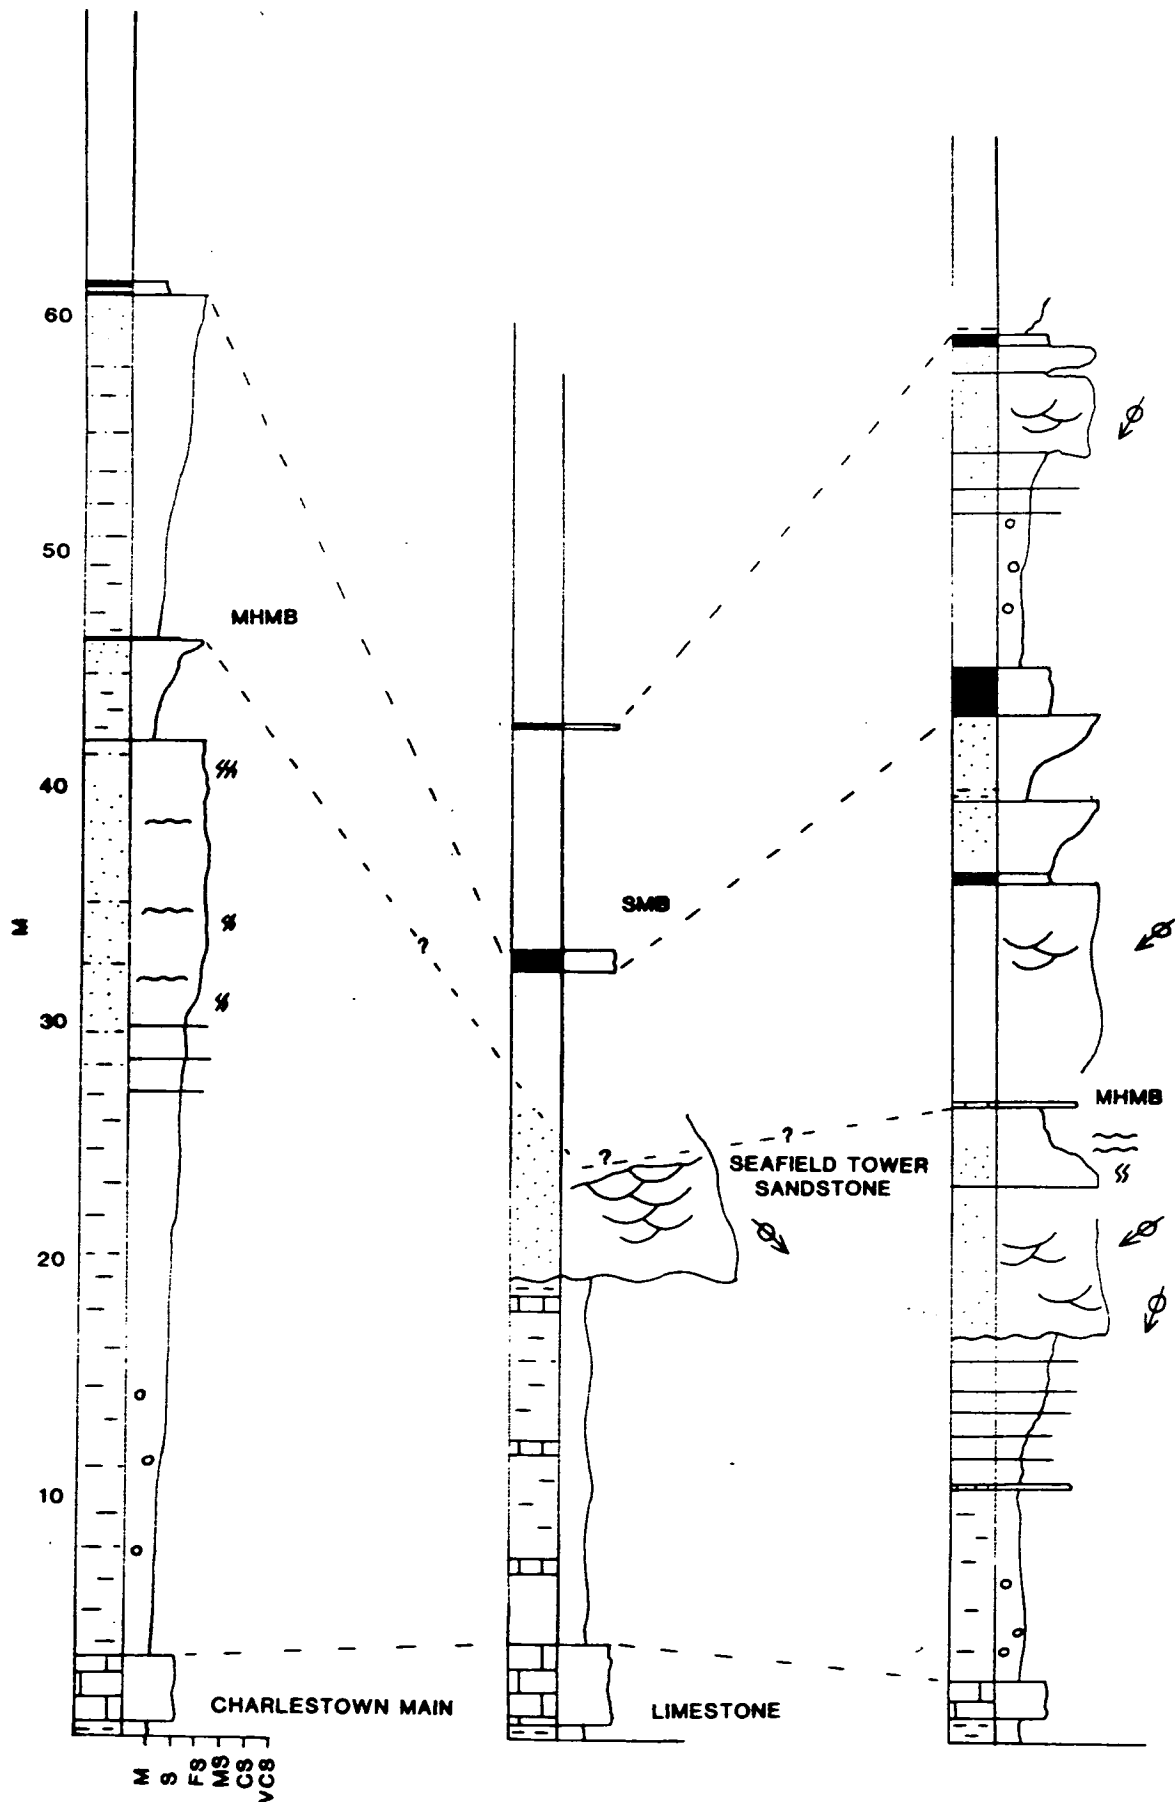 60
50
MHMB
40
?
SMB
M
30
MHMB
?
?
SEAFIELD TOWER
SANDSTONE
20
10
CHARLESTOWN MAIN
LIMESTONE
M
S
FS
MS
CS
VCS